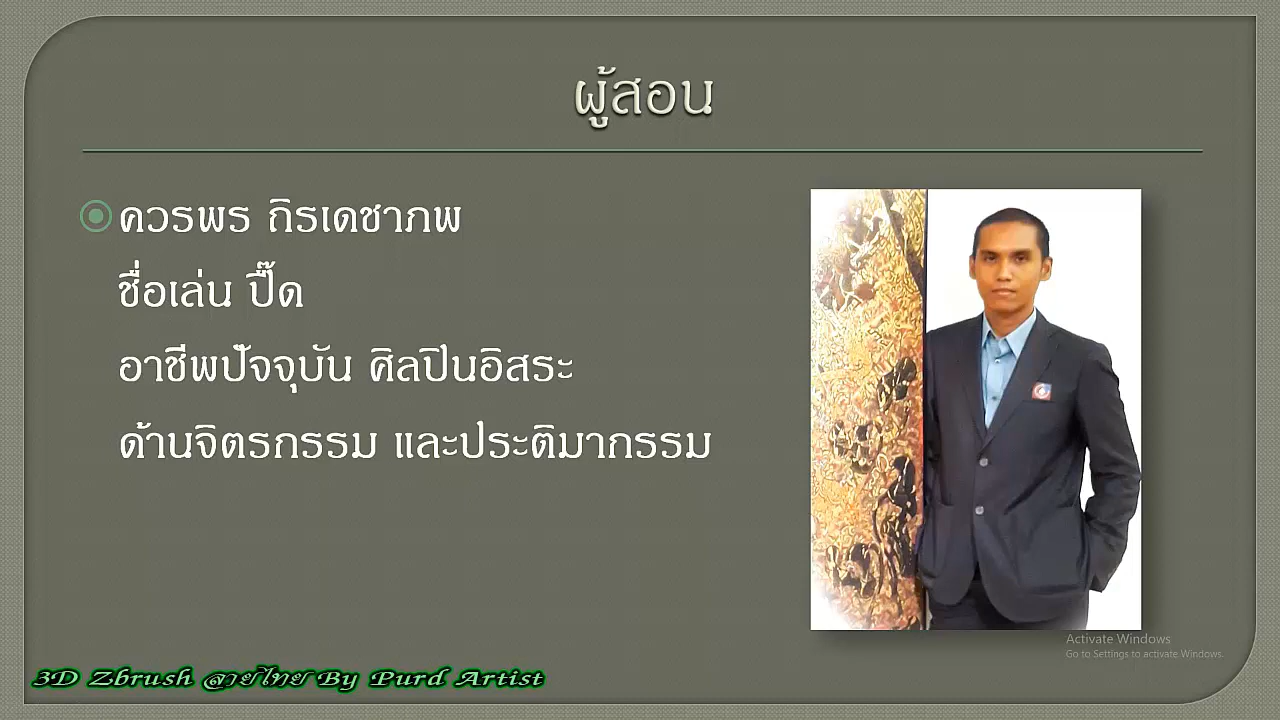 ผู้สอน
ควรพร ถิรเดชาภพ
ชื่อเล่น ปื๊ด
อาชีพปัจจุบัน ศิลปินอิสระ
ด้านจิตรกรรม และประติมากรรม
Activate Windows
Go to Settings to activate Windows.
3D Zbrush ลายไทย By Purd Artist